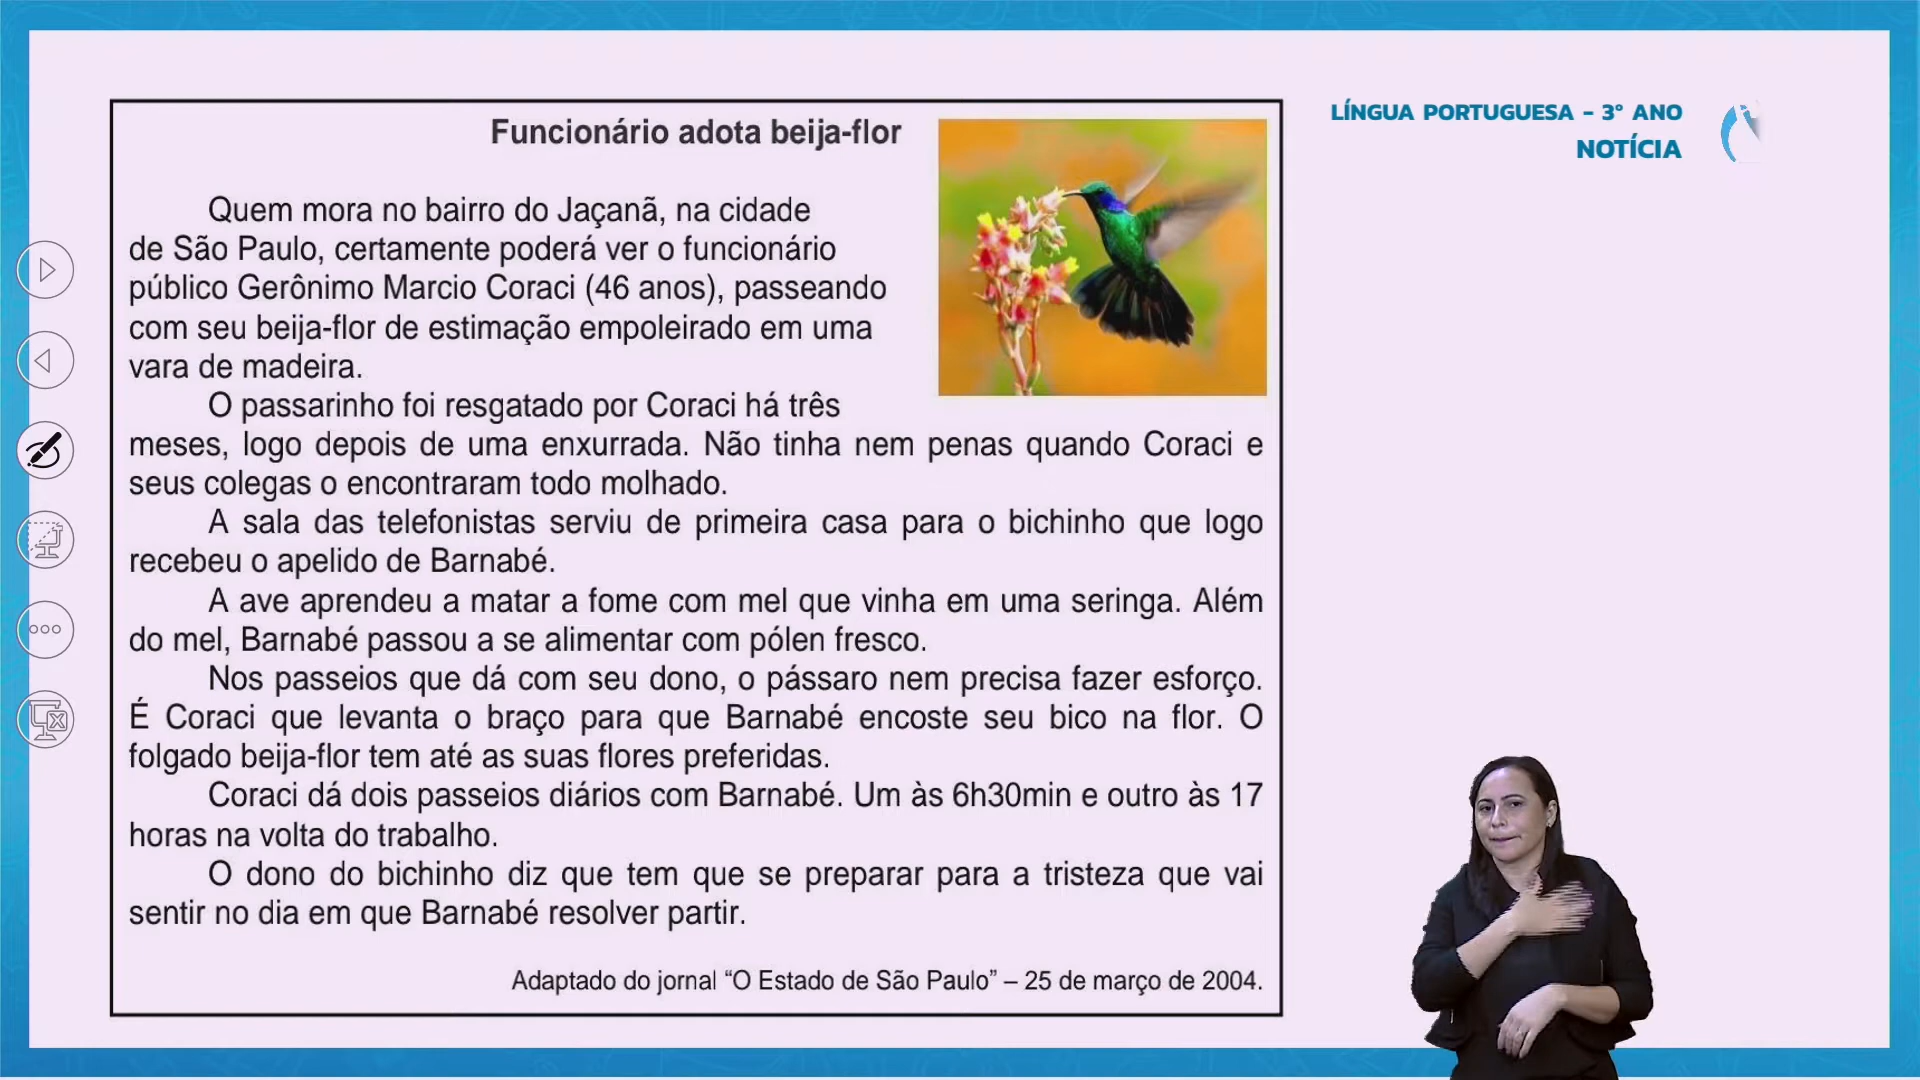 LÍNGUA PORTUGUESA - 3º ANO
NOTÍCIA
Funcionário adota beija-flor
Quem mora no bairro do Jaçanã, na cidade
de São Paulo, certamente poderá ver o funcionário
público Gerônimo Marcio Coraci (46 anos), passeando
com seu beija-flor de estimação empoleirado em uma
vara de madeira.
O passarinho foi resgatado por Coraci há três
meses, logo depois de uma enxurrada. Não tinha nem penas quando Coraci e
seus colegas o encontraram todo molhado.
A sala das telefonistas serviu de primeira casa para o bichinho que logo
recebeu o apelido de Barnabé.
A ave aprendeu a matar a fome com mel que vinha em uma seringa. Além
do mel, Barnabé passou a se alimentar com pólen fresco.
Nos passeios que dá com seu dono, o pássaro nem precisa fazer esforço.
É Coraci que levanta o braço para que Barnabé encoste seu bico na flor. O
folgado beija-flor tem até as suas flores preferidas.
Coraci dá dois passeios diários com Barnabé. Um às 6h30min e outro às 17
horas na volta do trabalho.
O dono do bichinho diz que tem que se preparar para a tristeza que vai
sentir no dia em que Barnabé resolver partir.
Adaptado do jornal “O Estado de São Paulo” – 25 de março de 2004.